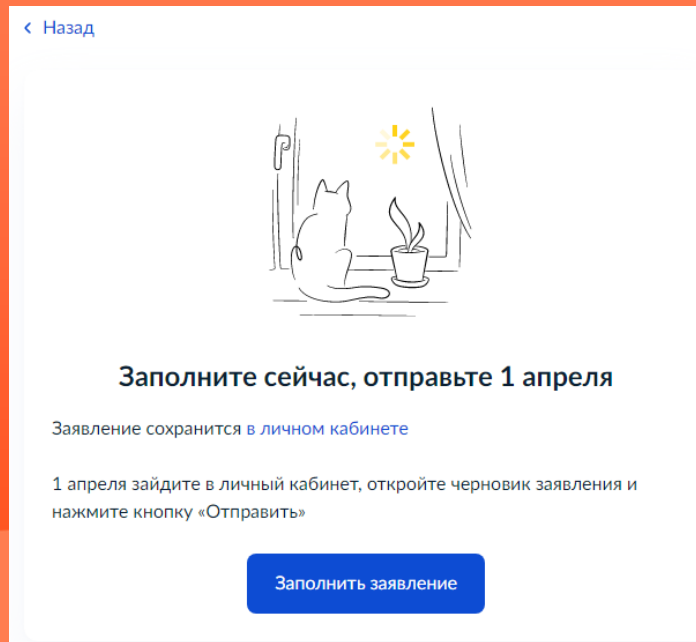 Назад
Заполните сейчас, отправьте 1 апреля
Заявление сохранится в личном кабинете
1 апреля зайдите в личный кабинет, откройте черновик заявления и
нажмите кнопку «Отправить»
Заполнить заявление